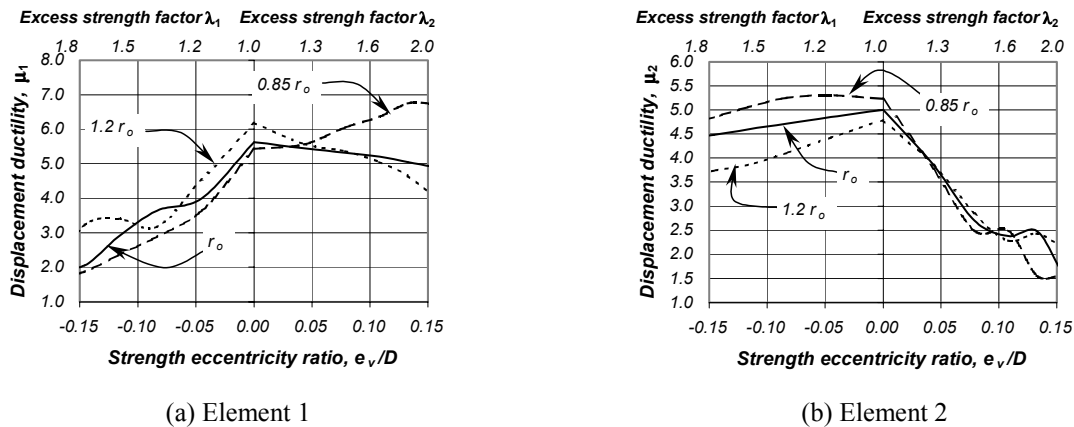 Excess strength factor λ1 Excess strengh factor λ2
1.8 1.5 1.2 1.0 1.3 1.6 2.0
8.0
7.0
6.0
5.0
4.0
3.0
2.0
1.0
Displacement ductility, μ1
0.85 ro
1.2 ro
ro
-0.15 -0.10 -0.05 0.00 0.05 0.10 0.15
Strength eccentricity ratio, ev/D
(a) Element 1
Excess strength factor λ1 Excess strengh factor λ2
1.8 1.5 1.2 1.0 1.3 1.6 2.0
6.0
5.5
5.0
4.5
4.0
3.5
3.0
2.5
2.0
1.5
1.0
Displacement ductility, μ2
0.85 ro
ro
1.2 ro
-0.15 -0.10 -0.05 0.00 0.05 0.10 0.15
Strength eccentricity ratio, ev/D
(b) Element 2